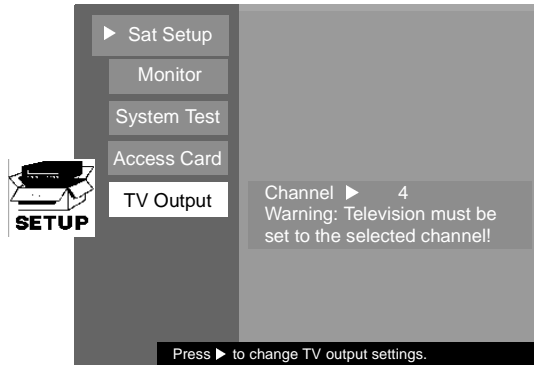 ▶ Sat Setup
Monitor
System Test
Access Card
TV Output
SETUP
Channel ▶ 4
Warning: Television must be
set to the selected channel!
Press ▶ to change TV output settings.